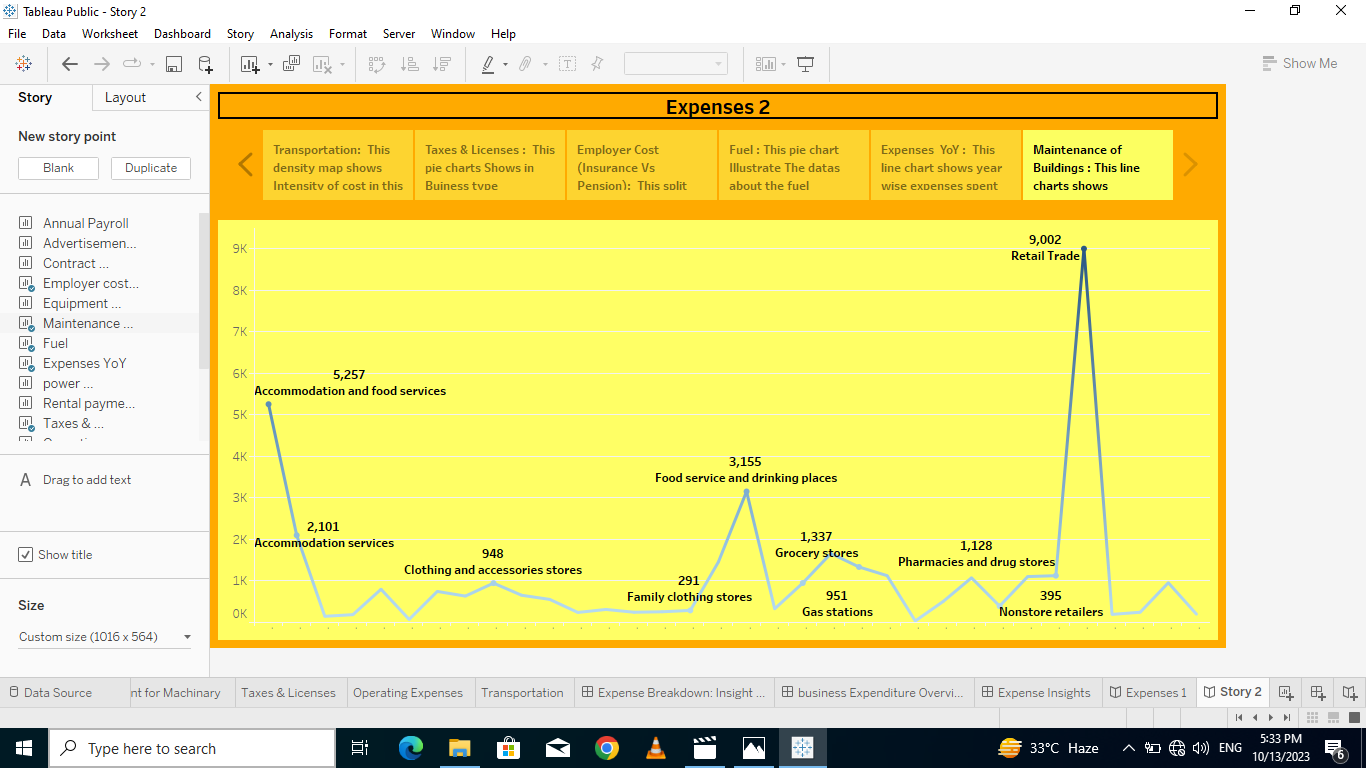 Tableau Public - Story 2
File Data Worksheet Dashboard Story Analysis Format Server Window Help
Show Me
Story Layout
New story point
Blank Duplicate
Annual Payroll
Advertisemen...
Contract ...
Employer cost...
Equipment ...
Maintenance ...
Fuel
Expenses YoY
power ...
Rental payme...
Taxes & ...
A Drag to add text
Show title
Size
Custom size (1016 x 564)
Expenses 2
Transportation: This
density map shows
Intensity of cost in this
Taxes & Licenses : This
pie charts Shows in
Buiness type
Employer Cost
(Insurance Vs
Pension): This split
Fuel : This pie chart
Illustrate The datas
about the fuel
Expenses YoY : This
line chart shows year
wise expenses spent
Maintenance of
Buildings : This line
charts shows
9K
8K
7K
6K
5K
4K
3K
2K
1K
0K
9,002
Retail Trade
5,257
Accommodation and food services
3,155
Food service and drinking places
2,101
Accommodation services
948
Clothing and accessories stores
1,337
Grocery stores
1,128
Pharmacies and drug stores
291
Family clothing stores
951
Gas stations
395
Nonstore retailers
Data Source nt for Machinary Taxes & Licenses Operating Expenses Transportation Expense Breakdown: Insight ... business Expenditure Overvi... Expense Insights Expenses 1 Story 2
Type here to search
33°C Haze
ENG
5:33 PM
10/13/2023
6